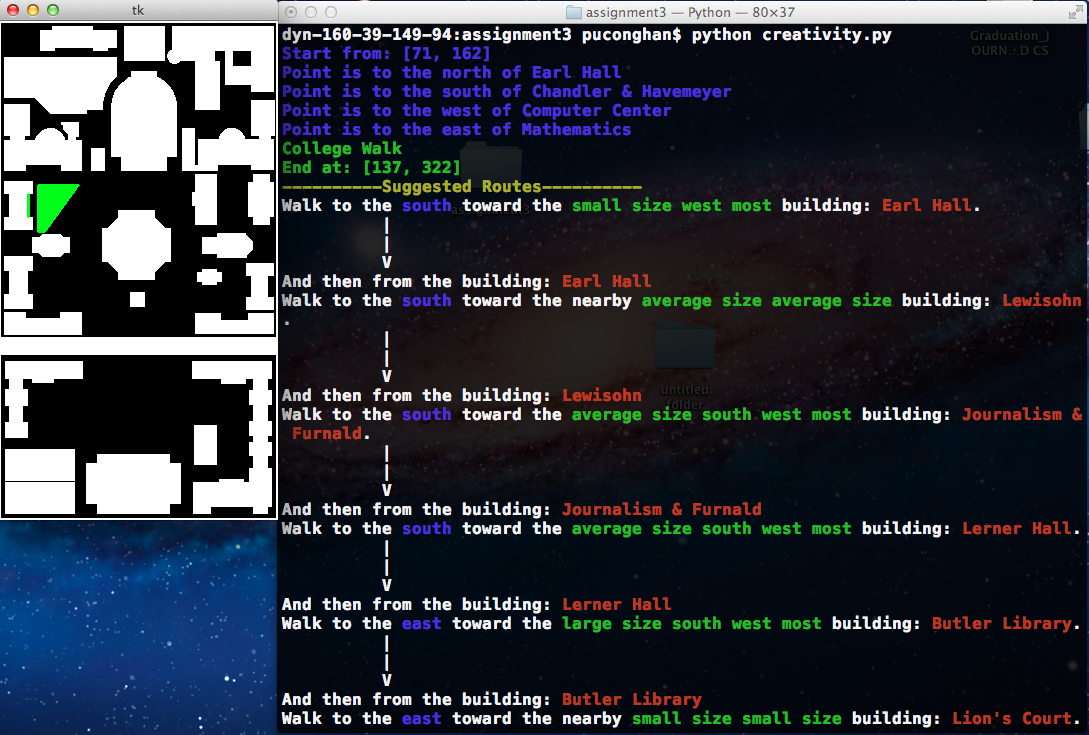 tk
assignment3 — Python — 80×37
dyn-160-39-149-94:assignment3 puconghan$ python creativity.py
Graduation_J
OURN...D CS
Start from: [71, 162]
Point is to the north of Earl Hall
Point is to the south of Chandler & Havemeyer
Point is to the west of Computer Center
Point is to the east of Mathematics
College Walk
End at: [137, 322]
----------Suggested Routes----------
Walk to the south toward the small size west most building: Earl Hall.
assignment3
|
|
V
And then from the building: Earl Hall
Walk to the south toward the nearby average size average size building: Lewisohn
.
|
|
V
untitled
folder
And then from the building: Lewisohn
Walk to the south toward the average size south west most building: Journalism &
Furnald.
|
|
V
And then from the building: Journalism & Furnald
Walk to the south toward the average size south west most building: Lerner Hall.
|
|
V
And then from the building: Lerner Hall
Walk to the east toward the large size south west most building: Butler Library.
|
|
V
And then from the building: Butler Library
Walk to the east toward the nearby small size small size building: Lion's Court.